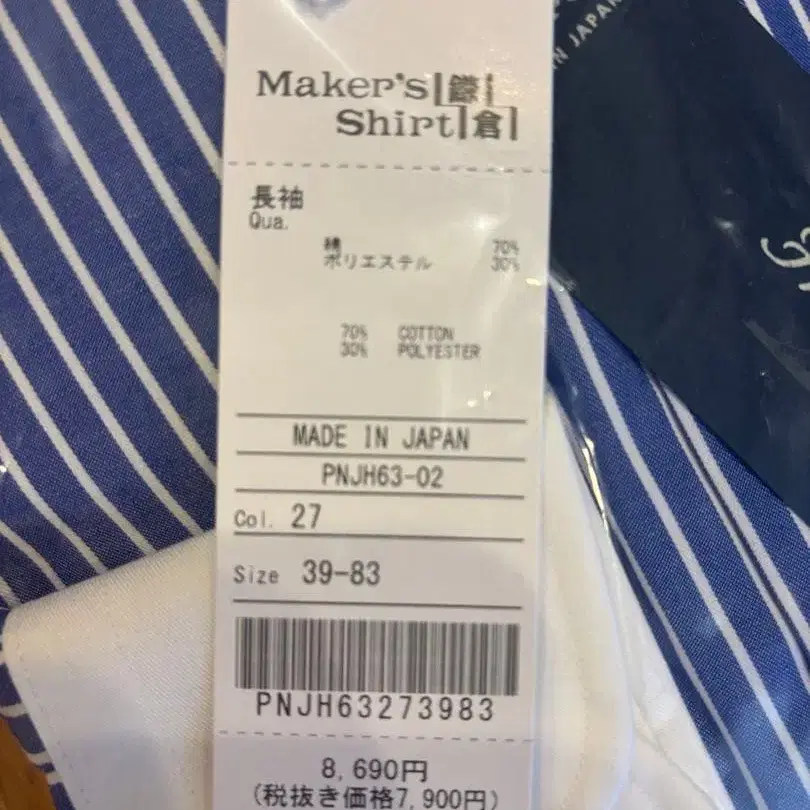 IN JAPAN
Maker's 鎌
Shirt 倉
長袖
Qua.
綿 70%
ポリエステル 30%
70% COTTON
30% POLYESTER
MADE IN JAPAN
PNJH63-02
Col. 27
Size 39-83
PNJH63273983
8,690円
(税抜き価格7,900円)